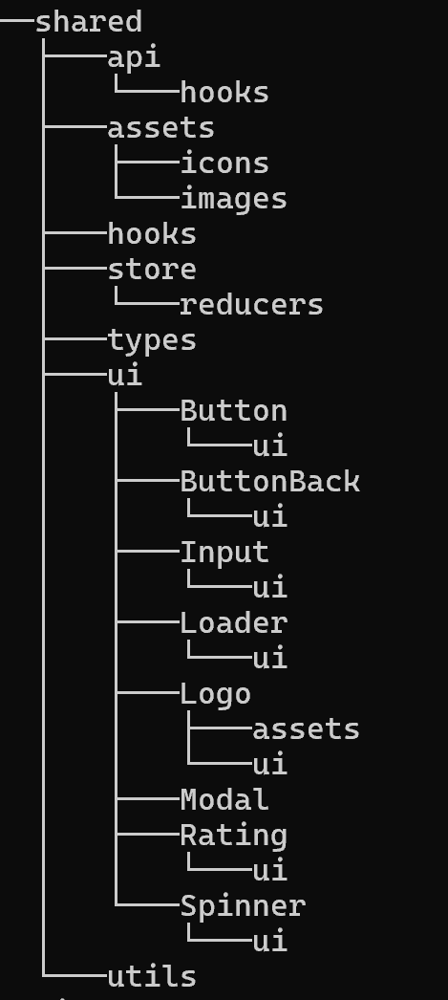 shared
api
hooks
assets
icons
images
hooks
store
reducers
types
ui
Button
ui
ButtonBack
ui
Input
ui
Loader
ui
Logo
assets
ui
Modal
Rating
ui
Spinner
ui
utils